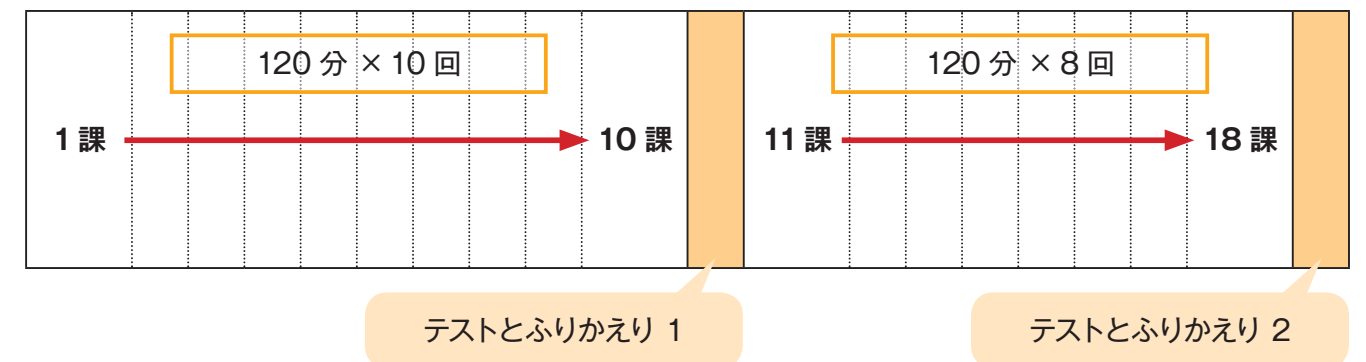 120 分 × 10 回
120 分 × 8 回
1 課
10 課
11 課
18 課
テストとふりかえり 1
テストとふりかえり 2